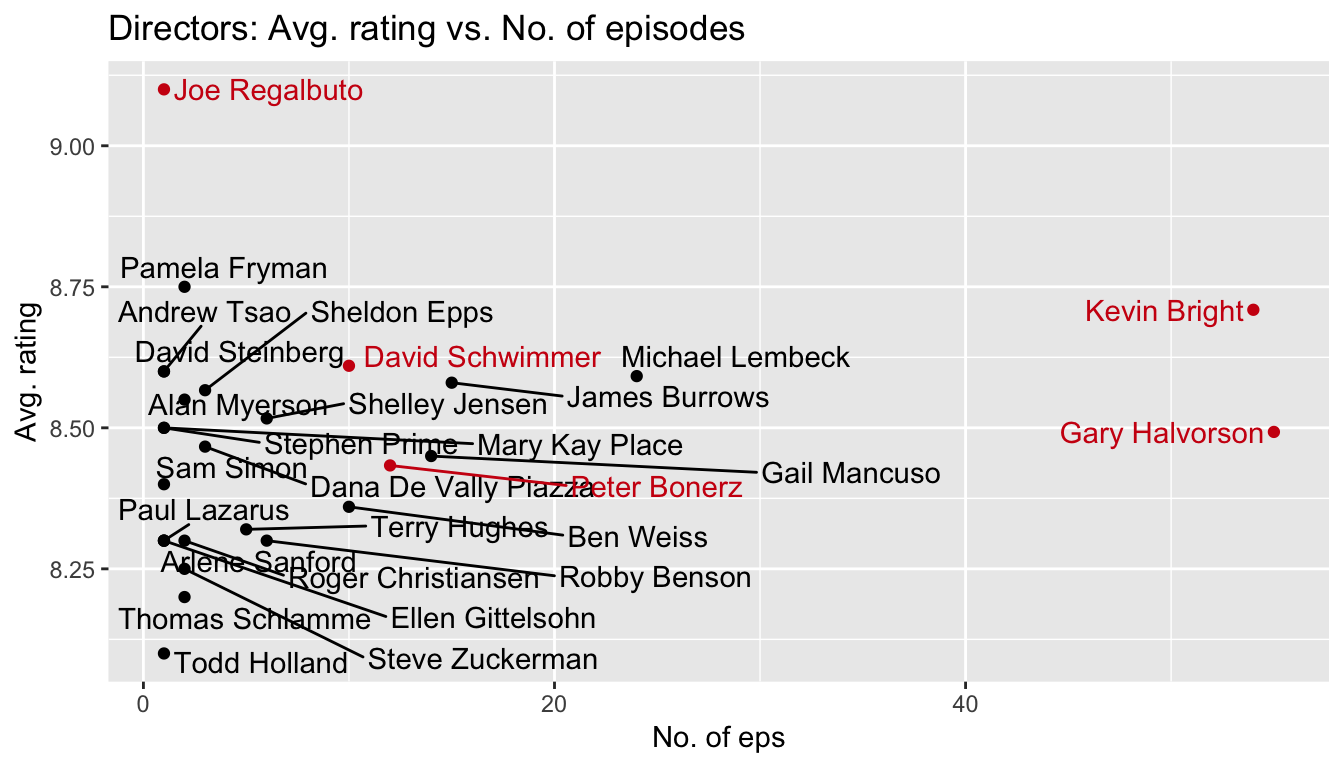 Directors: Avg. rating vs. No. of episodes
Joe Regalbuto
9.00
Pamela Fryman
8.75
Andrew Tsao
Sheldon Epps
Kevin Bright
David Steinberg
David Schwimmer
Michael Lembeck
Avg. rating
Alan Myerson
Shelley Jensen
James Burrows
8.50
Gary Halvorson
Stephen Prime
Mary Kay Place
Sam Simon
Gail Mancuso
Dana De Vally Piazza
Peter Bonerz
Paul Lazarus
Terry Hughes
Ben Weiss
8.25
Arlene Sanford
Roger Christiansen
Robby Benson
Thomas Schlamme
Ellen Gittelsohn
Todd Holland
Steve Zuckerman
0
20
40
No. of eps